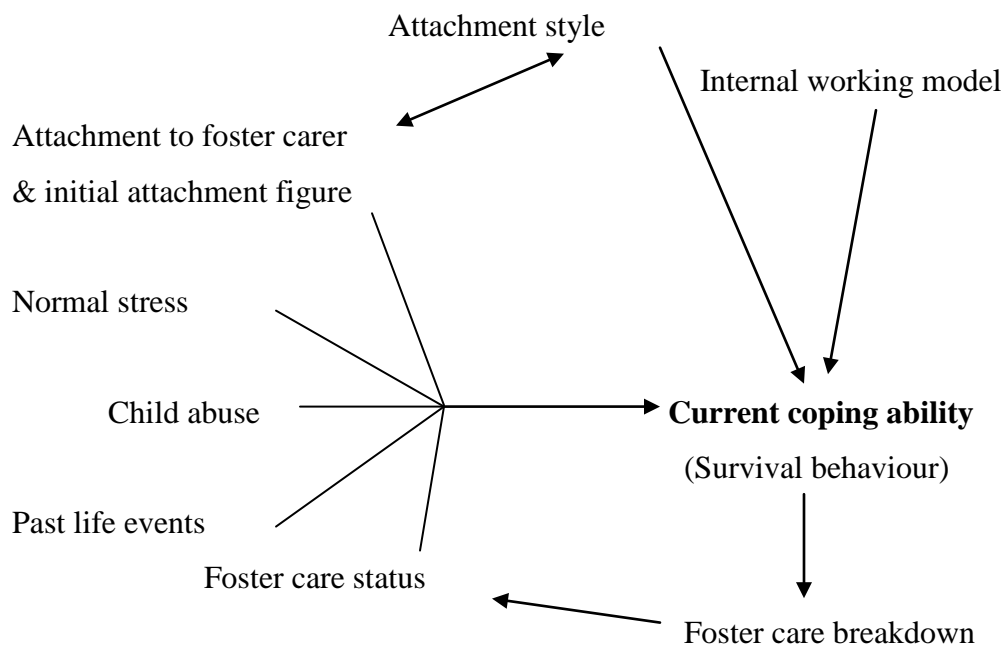 Attachment style
Internal working model
Attachment to foster carer
& initial attachment figure
Normal stress
Child abuse
Current coping ability
(Survival behaviour)
Past life events
Foster care status
Foster care breakdown